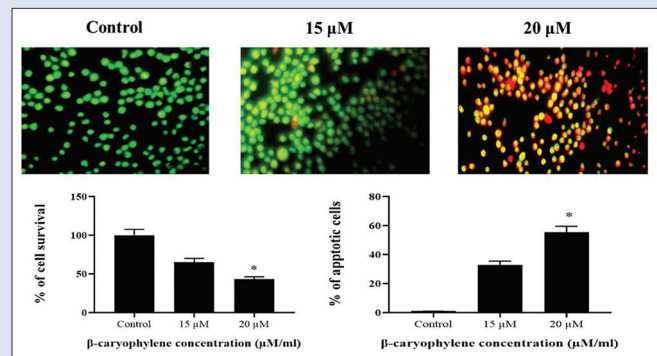 Control 15 µM 20 µM
% of cell survival
150
100
50
0
*
Control 15 µM 20 µM
β-caryophylene concentration (µM/ml)
% of apptotic cells
80
60
40
20
0
*
Control 15 µM 20 µM
β-caryophylene concentration (µM/ml)